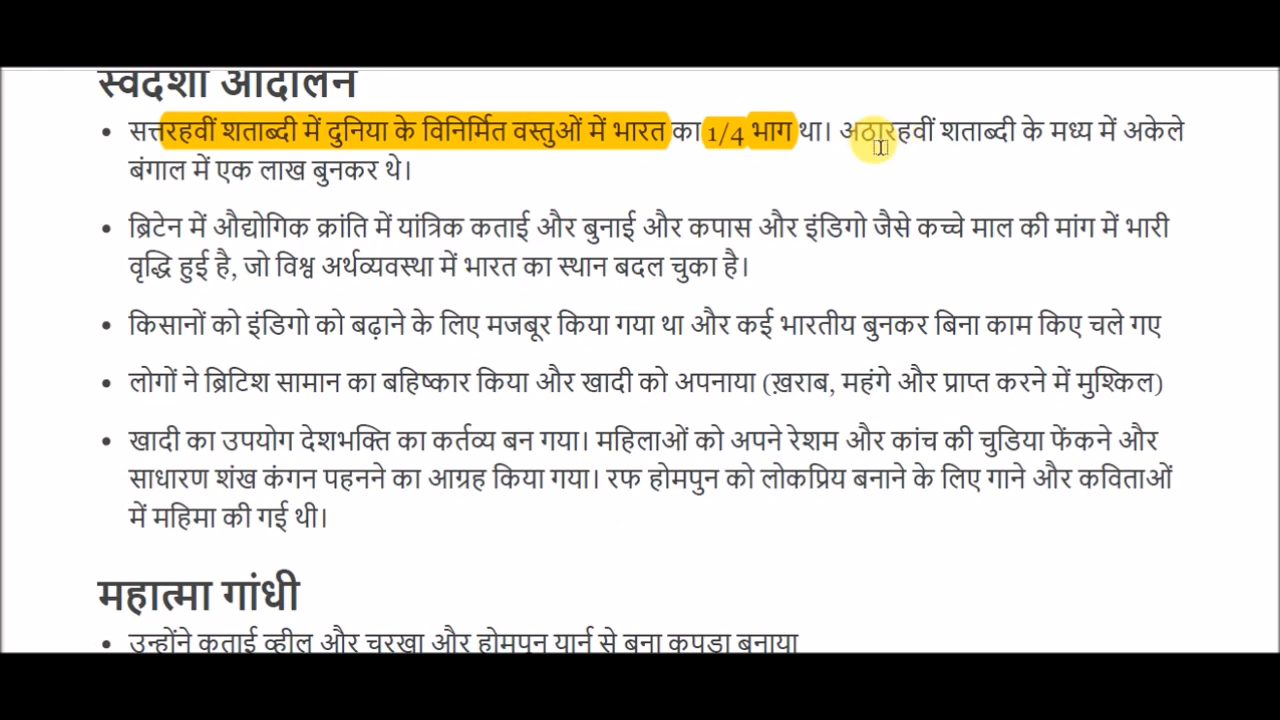 स्वदेशी आंदोलन
सत्तरहवीं शताब्दी में दुनिया के विनिर्मित वस्तुओं में भारत का 1/4 भाग था। अठारहवीं शताब्दी के मध्य में अकेले
बंगाल में एक लाख बुनकर थे।
ब्रिटेन में औद्योगिक क्रांति में यांत्रिक कताई और बुनाई और कपास और इंडिगो जैसे कच्चे माल की मांग में भारी
वृद्धि हुई है, जो विश्व अर्थव्यवस्था में भारत का स्थान बदल चुका है।
किसानों को इंडिगो को बढ़ाने के लिए मजबूर किया गया था और कई भारतीय बुनकर बिना काम किए चले गए
लोगों ने ब्रिटिश सामान का बहिष्कार किया और खादी को अपनाया (ख़राब, महंगे और प्राप्त करने में मुश्किल)
खादी का उपयोग देशभक्ति का कर्तव्य बन गया। महिलाओं को अपने रेशम और कांच की चुडिया फेंकने और
साधारण शंख कंगन पहनने का आग्रह किया गया। रफ होमपुन को लोकप्रिय बनाने के लिए गाने और कविताओं
में महिमा की गई थी।
महात्मा गांधी
उन्होंने कताई व्हील और चरखा और होमपुन यार्न से बना कपड़ा बनाया